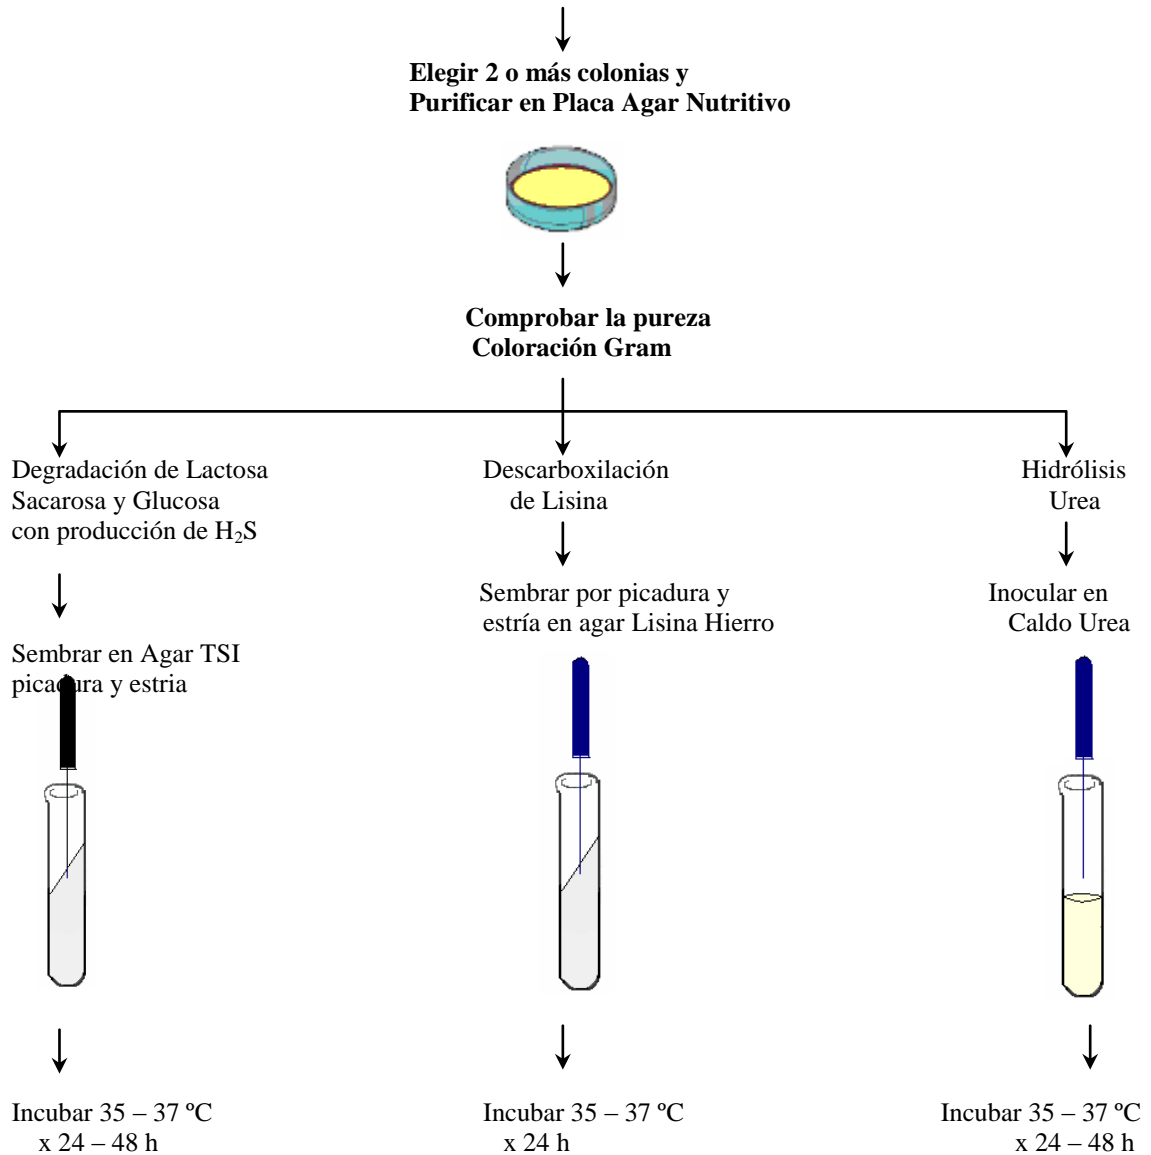 Elegir 2 o más colonias y
Purificar en Placa Agar Nutritivo
Comprobar la pureza
Coloración Gram
Degradación de Lactosa
Sacarosa y Glucosa
con producción de H₂S
Sembrar en Agar TSI
picadura y estria
Incubar 35 – 37 ºC
x 24 – 48 h
Descarboxilación
de Lisina
Sembrar por picadura y
estría en agar Lisina Hierro
Incubar 35 – 37 ºC
x 24 h
Hidrólisis
Urea
Inocular en
Caldo Urea
Incubar 35 – 37 ºC
x 24 – 48 h